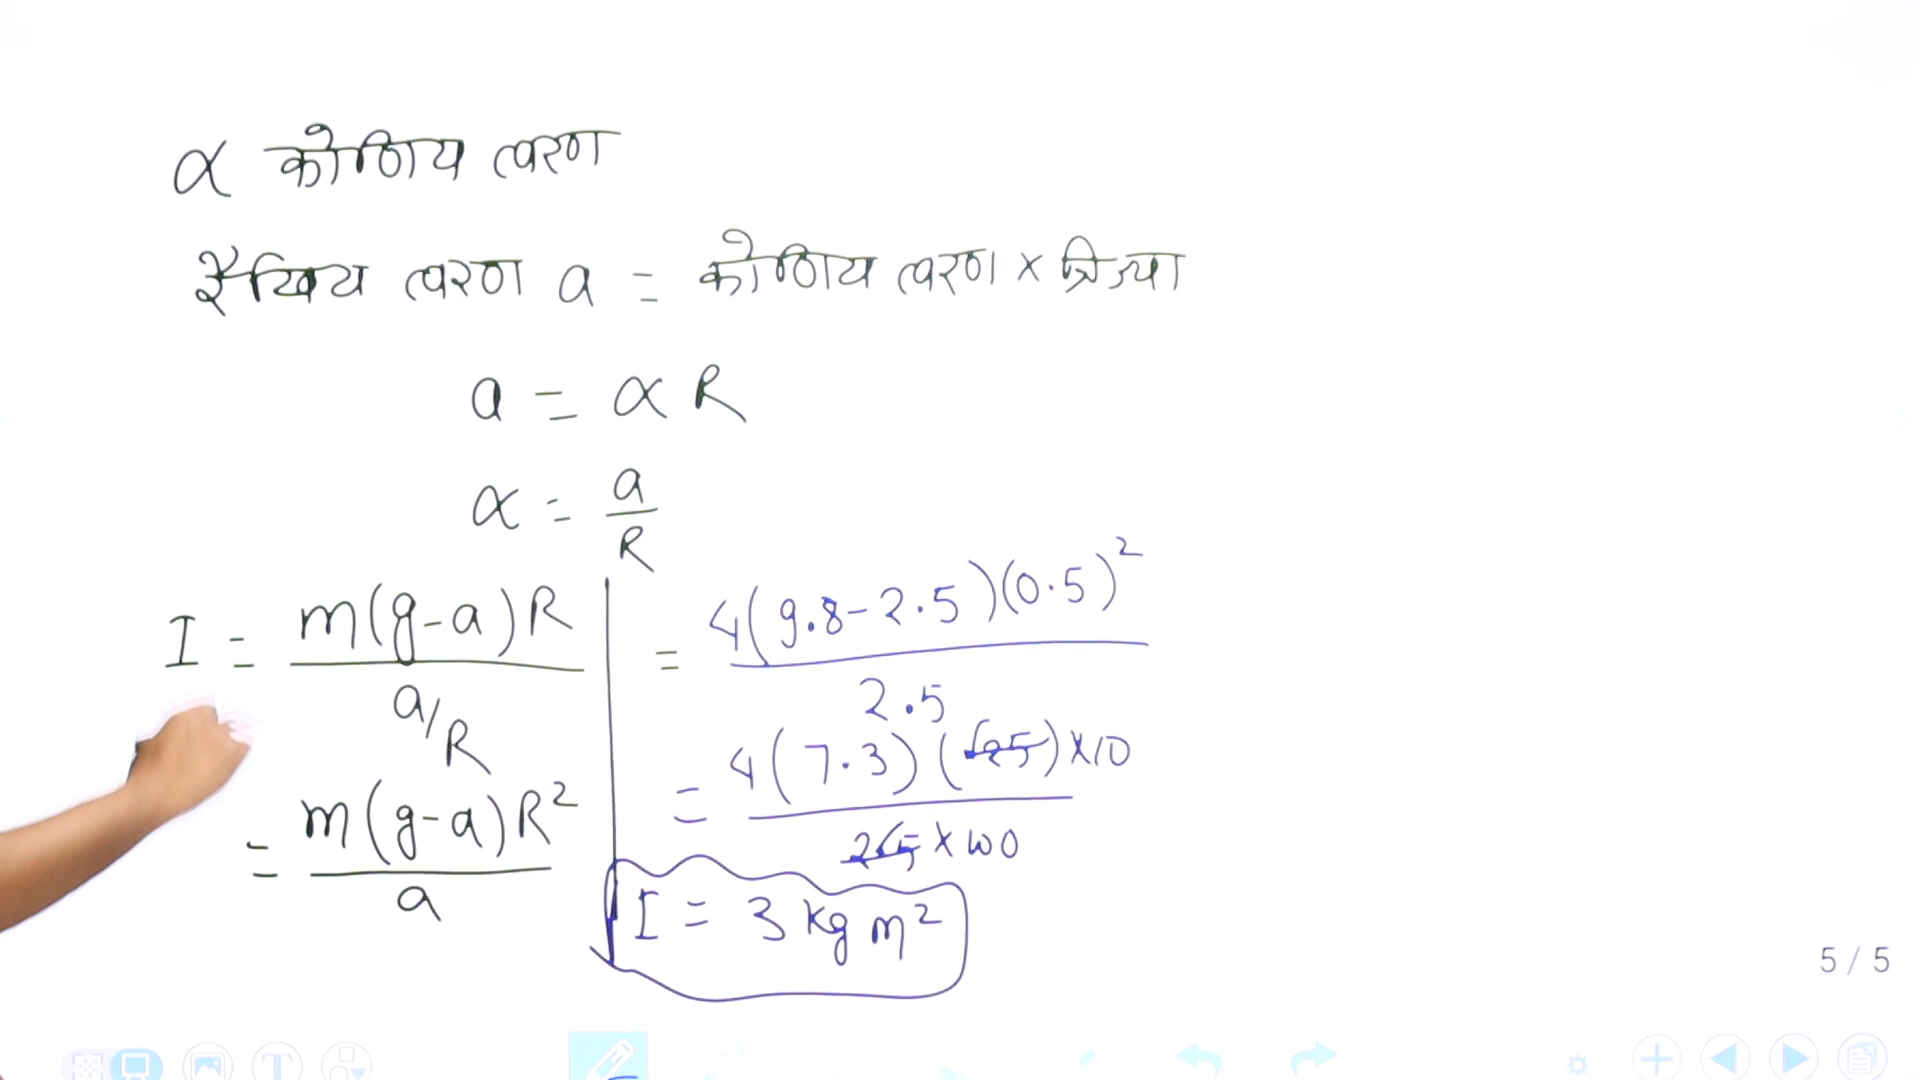 α कोणिय त्वरण
रैखिय त्वरण a = कोणिय त्वरण × त्रिज्या
a = α R
α = a/R
I = m(g-a)R / a/R
= m(g-a)R² / a
= 4(9.8-2.5)(0.5)² / 2.5
= 4(7.3)(25)×10 / 25×100
I = 3 kg m²
5 / 5
T